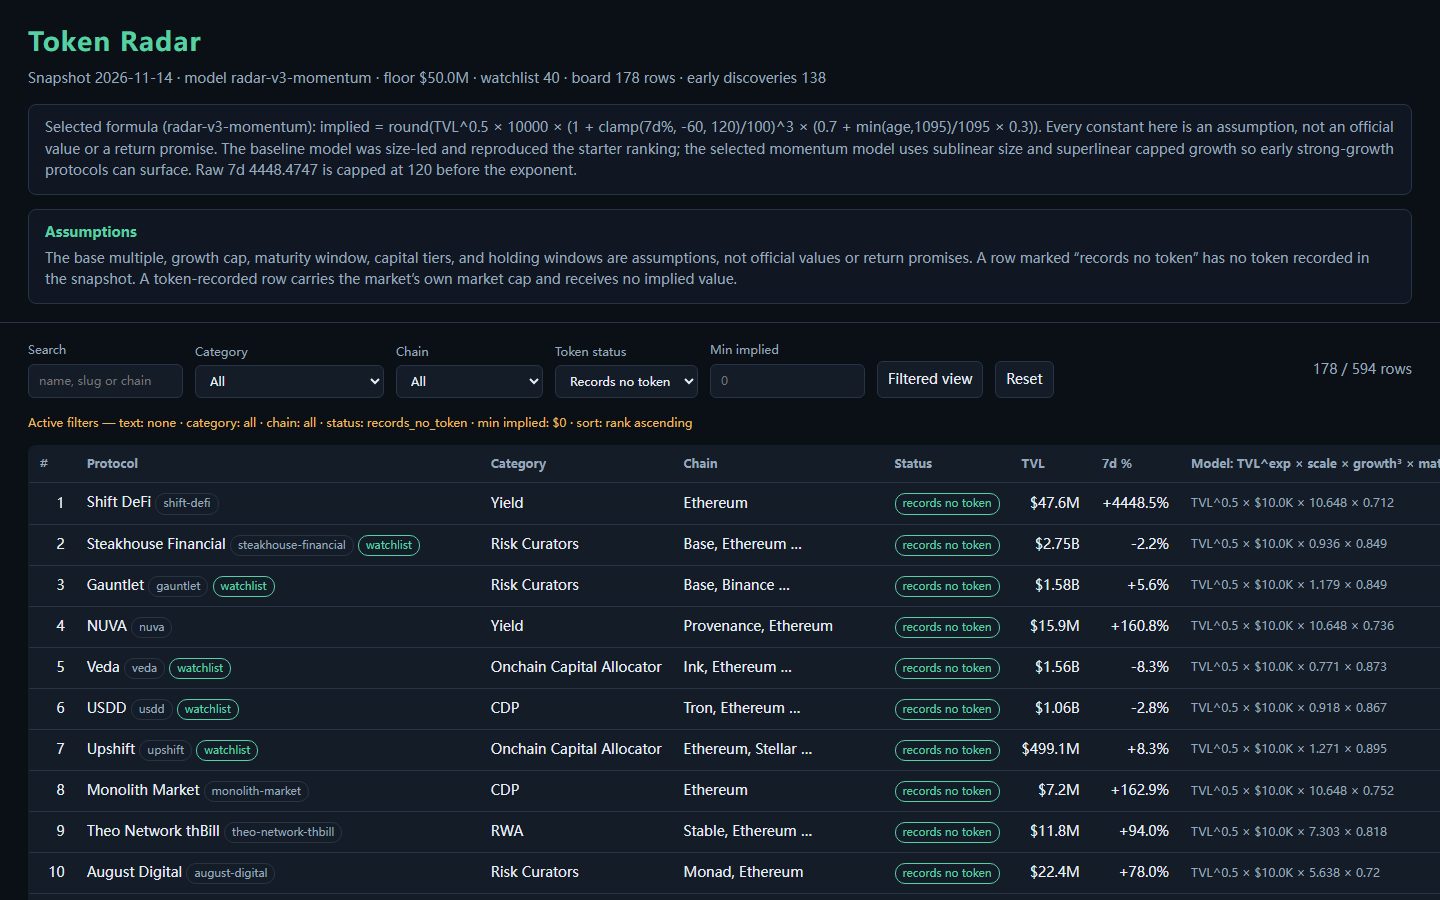 Token Radar
Snapshot 2026-11-14 · model radar-v3-momentum · floor $50.0M · watchlist 40 · board 178 rows · early discoveries 138
Selected formula (radar-v3-momentum): implied = round(TVL^0.5 × 10000 × (1 + clamp(7d%, -60, 120)/100)^3 × (0.7 + min(age,1095)/1095 × 0.3)). Every constant here is an assumption, not an official
value or a return promise. The baseline model was size-led and reproduced the starter ranking; the selected momentum model uses sublinear size and superlinear capped growth so early strong-growth
protocols can surface. Raw 7d 4448.4747 is capped at 120 before the exponent.
Assumptions
The base multiple, growth cap, maturity window, capital tiers, and holding windows are assumptions, not official values or return promises. A row marked “records no token” has no token recorded in
the snapshot. A token-recorded row carries the market’s own market cap and receives no implied value.
Search Category Chain Token status Min implied
name, slug or chain All All Records no token 0 Filtered view Reset 178 / 594 rows
Active filters — text: none · category: all · chain: all · status: records_no_token · min implied: $0 · sort: rank ascending
# Protocol Category Chain Status TVL 7d % Model: TVL^exp × scale × growth³ × mat
1 Shift DeFi shift-defi Yield Ethereum records no token $47.6M +4448.5% TVL^0.5 × $10.0K × 10.648 × 0.712
2 Steakhouse Financial steakhouse-financial watchlist Risk Curators Base, Ethereum ... records no token $2.75B -2.2% TVL^0.5 × $10.0K × 0.936 × 0.849
3 Gauntlet gauntlet watchlist Risk Curators Base, Binance ... records no token $1.58B +5.6% TVL^0.5 × $10.0K × 1.179 × 0.849
4 NUVA nuva Yield Provenance, Ethereum records no token $15.9M +160.8% TVL^0.5 × $10.0K × 10.648 × 0.736
5 Veda veda watchlist Onchain Capital Allocator Ink, Ethereum ... records no token $1.56B -8.3% TVL^0.5 × $10.0K × 0.771 × 0.873
6 USDD usdd watchlist CDP Tron, Ethereum ... records no token $1.06B -2.8% TVL^0.5 × $10.0K × 0.918 × 0.867
7 Upshift upshift watchlist Onchain Capital Allocator Ethereum, Stellar ... records no token $499.1M +8.3% TVL^0.5 × $10.0K × 1.271 × 0.895
8 Monolith Market monolith-market CDP Ethereum records no token $7.2M +162.9% TVL^0.5 × $10.0K × 10.648 × 0.752
9 Theo Network thBill theo-network-thbill RWA Stable, Ethereum ... records no token $11.8M +94.0% TVL^0.5 × $10.0K × 7.303 × 0.818
10 August Digital august-digital Risk Curators Monad, Ethereum records no token $22.4M +78.0% TVL^0.5 × $10.0K × 5.638 × 0.72